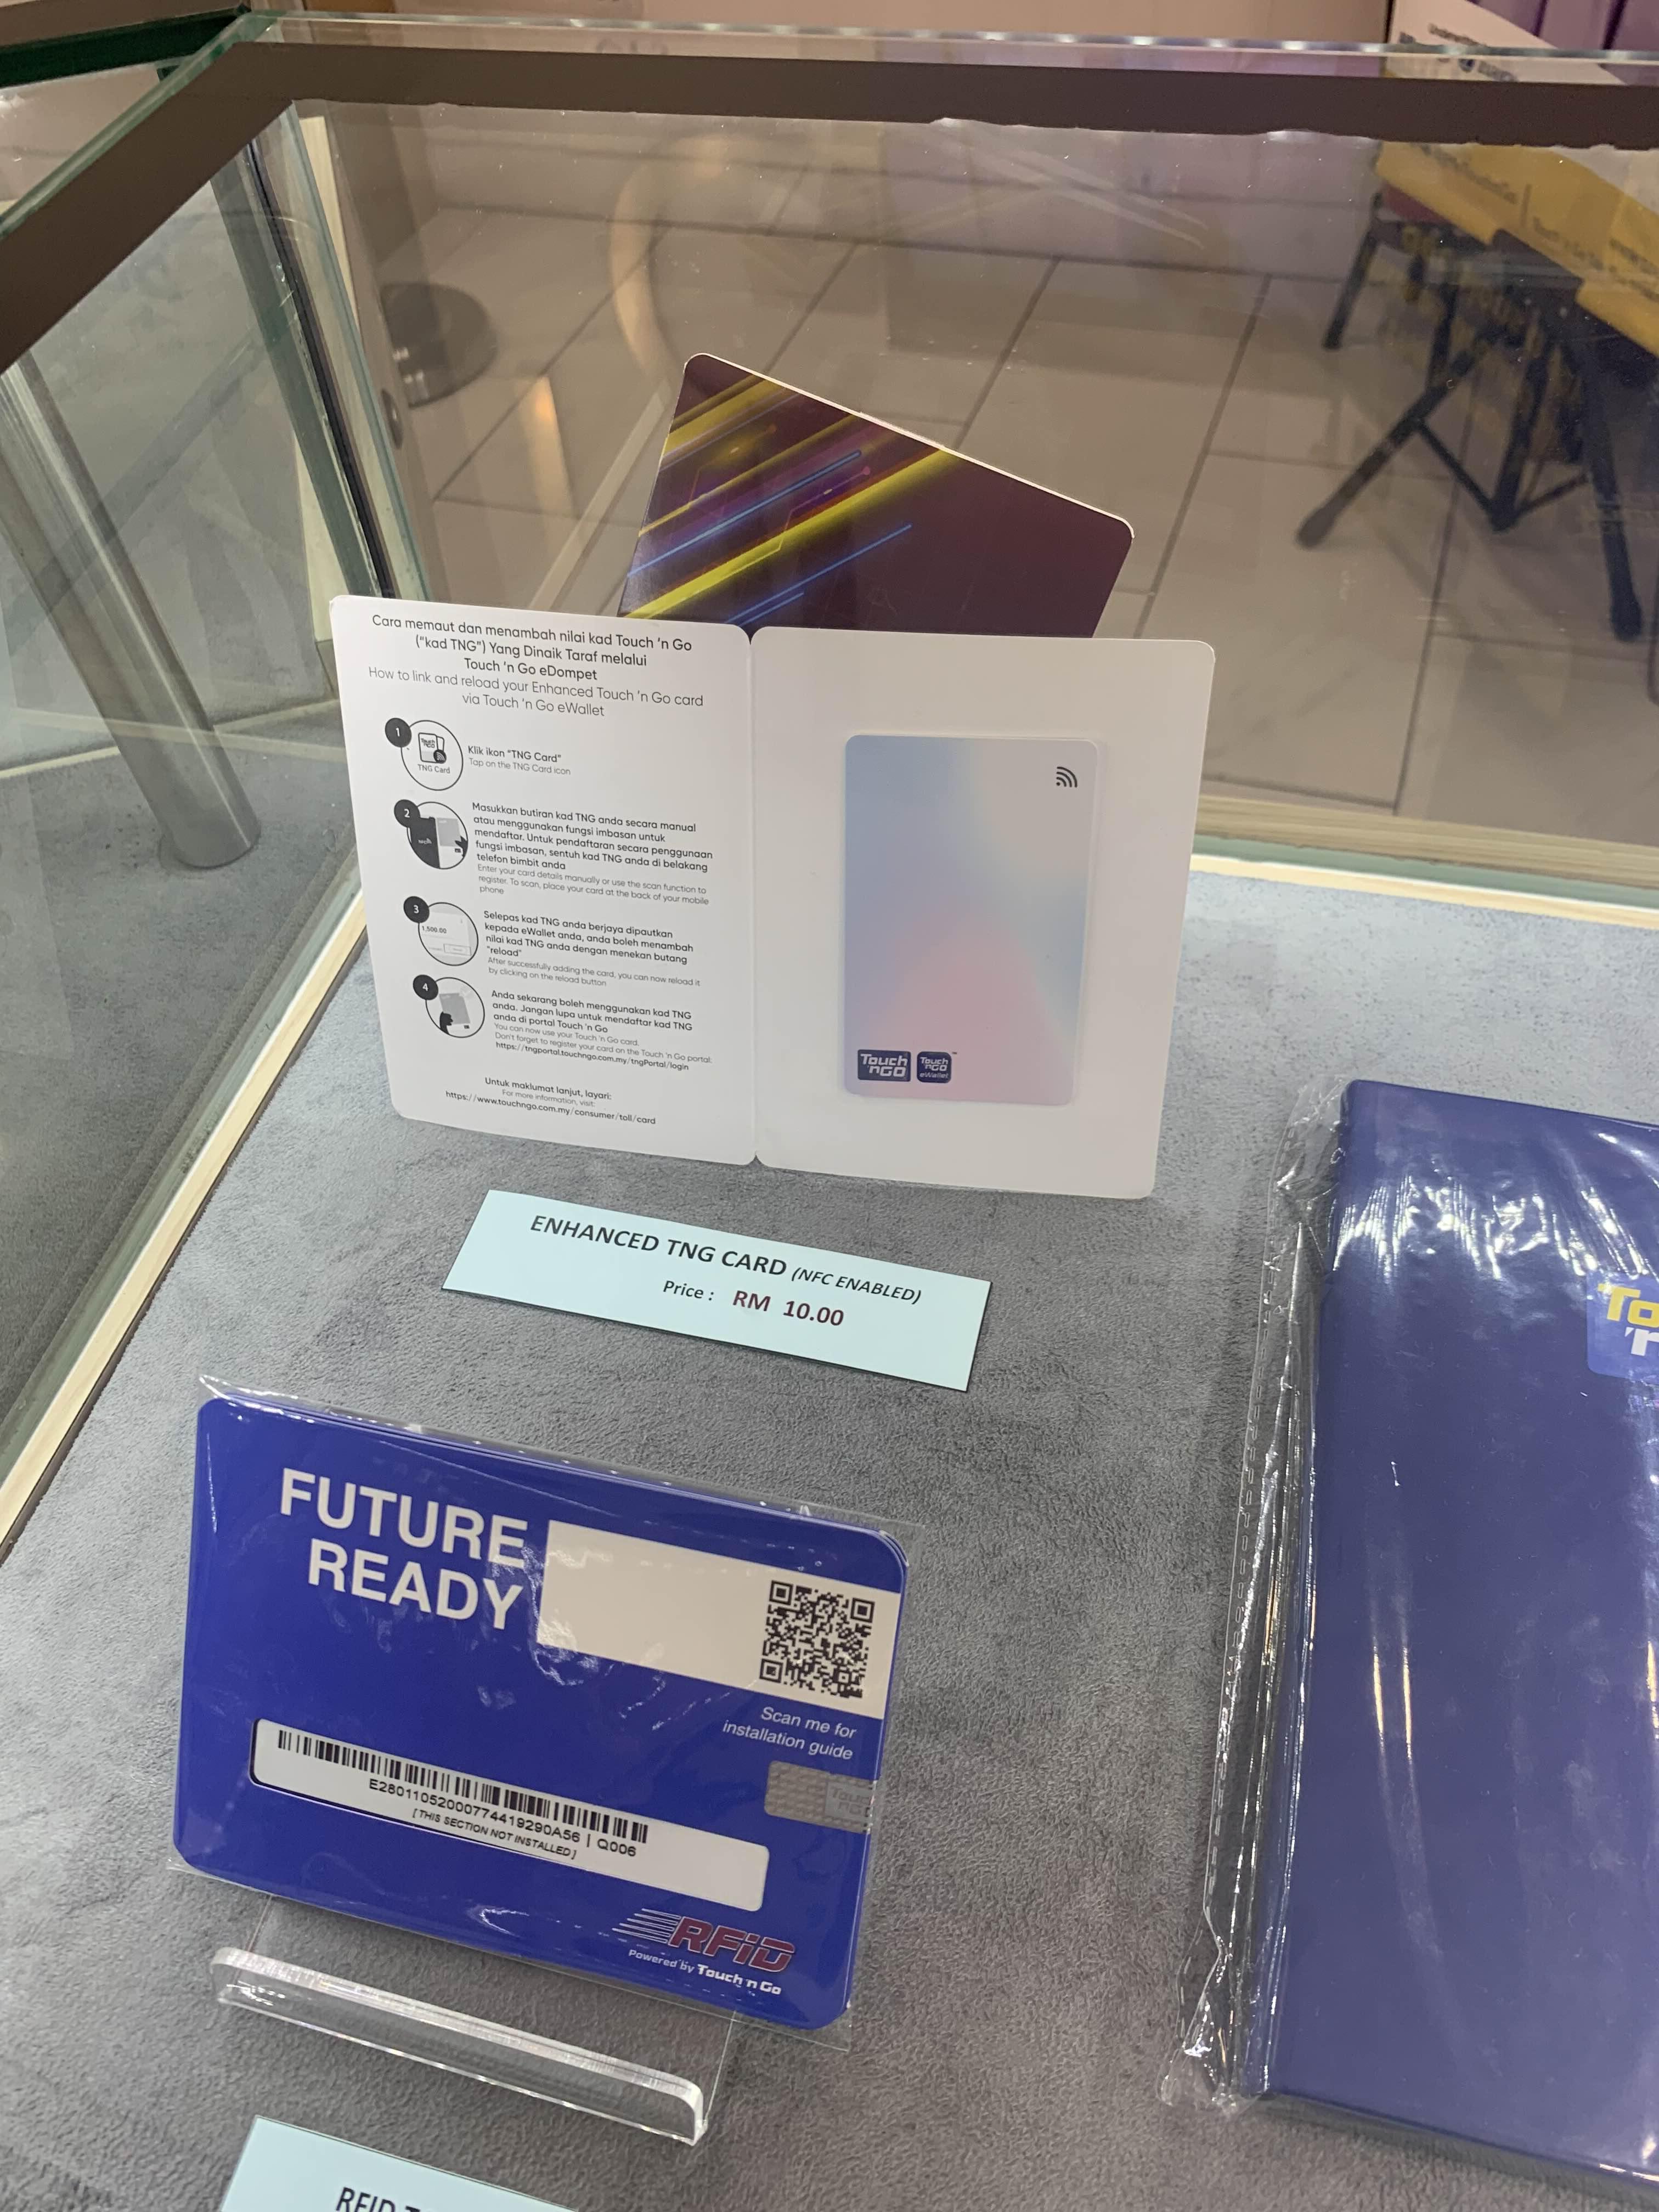 Cara memaut dan menambah nilai kad Touch 'n Go
("kad TNG") Yang Dinaik Taraf melalui
Touch 'n Go eDompet
How to link and reload your Enhanced Touch 'n Go card
via Touch 'n Go eWallet
1
TNG Card
Klik ikon "TNG Card"
Tap on the TNG Card icon
2
Masukkan butiran kad TNG anda secara manual
atau menggunakan fungsi imbasan untuk
mendaftar. Untuk pendaftaran secara penggunaan
fungsi imbasan, sentuh kad TNG anda di belakang
telefon bimbit anda
Enter your card details manually or use the scan function to
register. To scan, place your card at the back of your mobile
phone
3
1,500.00
Selepas kad TNG anda berjaya dipautkan
kepada eWallet anda, anda boleh menambah
nilai kad TNG anda dengan menekan butang
"reload"
After successfully adding the card, you can now reload it
by clicking on the reload button
4
Anda sekarang boleh menggunakan kad TNG
anda. Jangan lupa untuk mendaftar kad TNG
anda di portal Touch 'n Go
You can now use your Touch 'n Go card.
Don't forget to register your card on the Touch 'n Go portal:
https://tngportal.touchngo.com.my/tngPortal/login
Untuk maklumat lanjut, layari:
For more information, visit:
https://www.touchngo.com.my/consumer/toll/card
Touch
'nGO
Touch
'nGO
eWallet
ENHANCED TNG CARD (NFC ENABLED)
Price : RM 10.00
FUTURE
READY
Scan me for
installation guide
E28011052000774419290A56 | Q006
[ THIS SECTION NOT INSTALLED ]
RFiD
Powered by Touch 'n Go
RFID